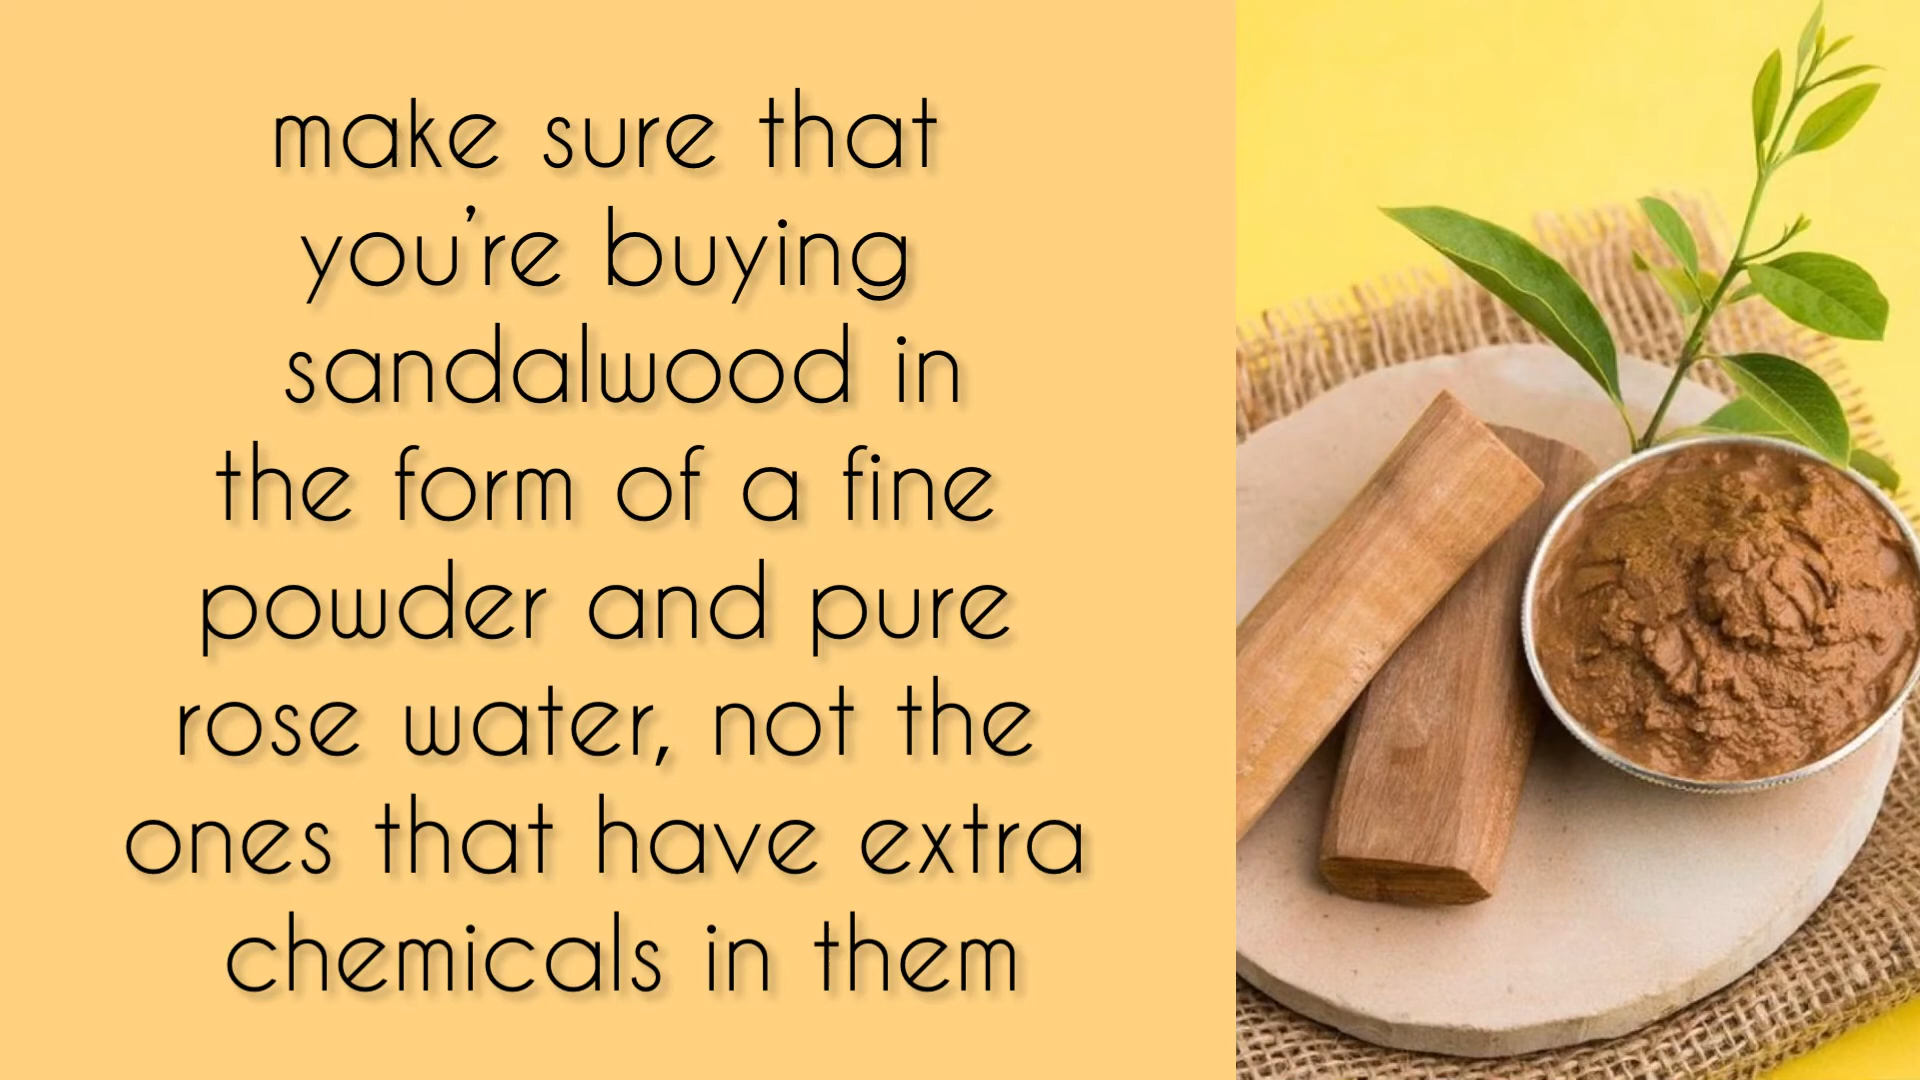 make sure that
you’re buying
sandalwood in
the form of a fine
powder and pure
rose water, not the
ones that have extra
chemicals in them